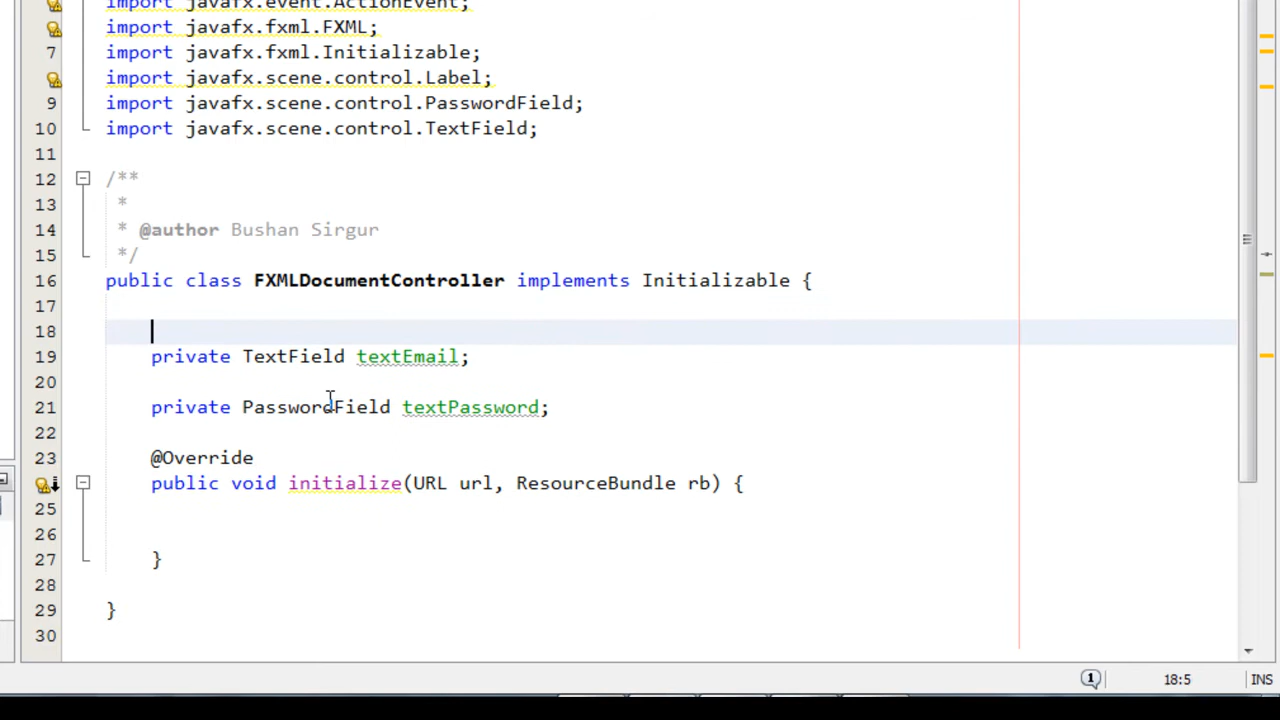 import javafx.event.ActionEvent;
import javafx.fxml.FXML;
7 import javafx.fxml.Initializable;
import javafx.scene.control.Label;
9 import javafx.scene.control.PasswordField;
10 import javafx.scene.control.TextField;
11
12 /**
13 *
14 * @author Bushan Sirgur
15 */
16 public class FXMLDocumentController implements Initializable {
17
18
19 private TextField textEmail;
20
21 private PasswordField textPassword;
22
23 @Override
public void initialize(URL url, ResourceBundle rb) {
25
26
27 }
28
29 }
30
1 18:5 INS